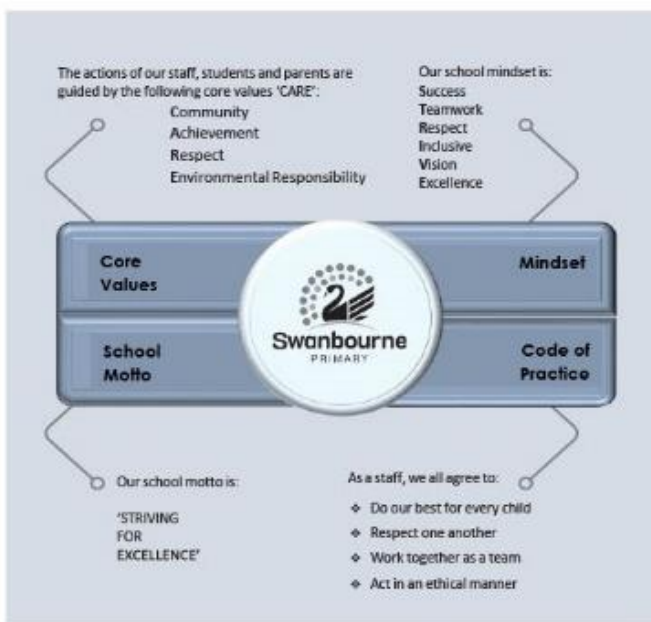 The actions of our staff, students and parents are
guided by the following core values 'CARE':
Community
Achievement
Respect
Environmental Responsibility
Our school mindset is:
Success
Teamwork
Respect
Inclusive
Vision
Excellence
Core
Values
Mindset
Swanbourne
PRIMARY
School
Motto
Code of
Practice
Our school motto is:
'STRIVING
FOR
EXCELLENCE'
As a staff, we all agree to:
❖ Do our best for every child
❖ Respect one another
❖ Work together as a team
❖ Act in an ethical manner